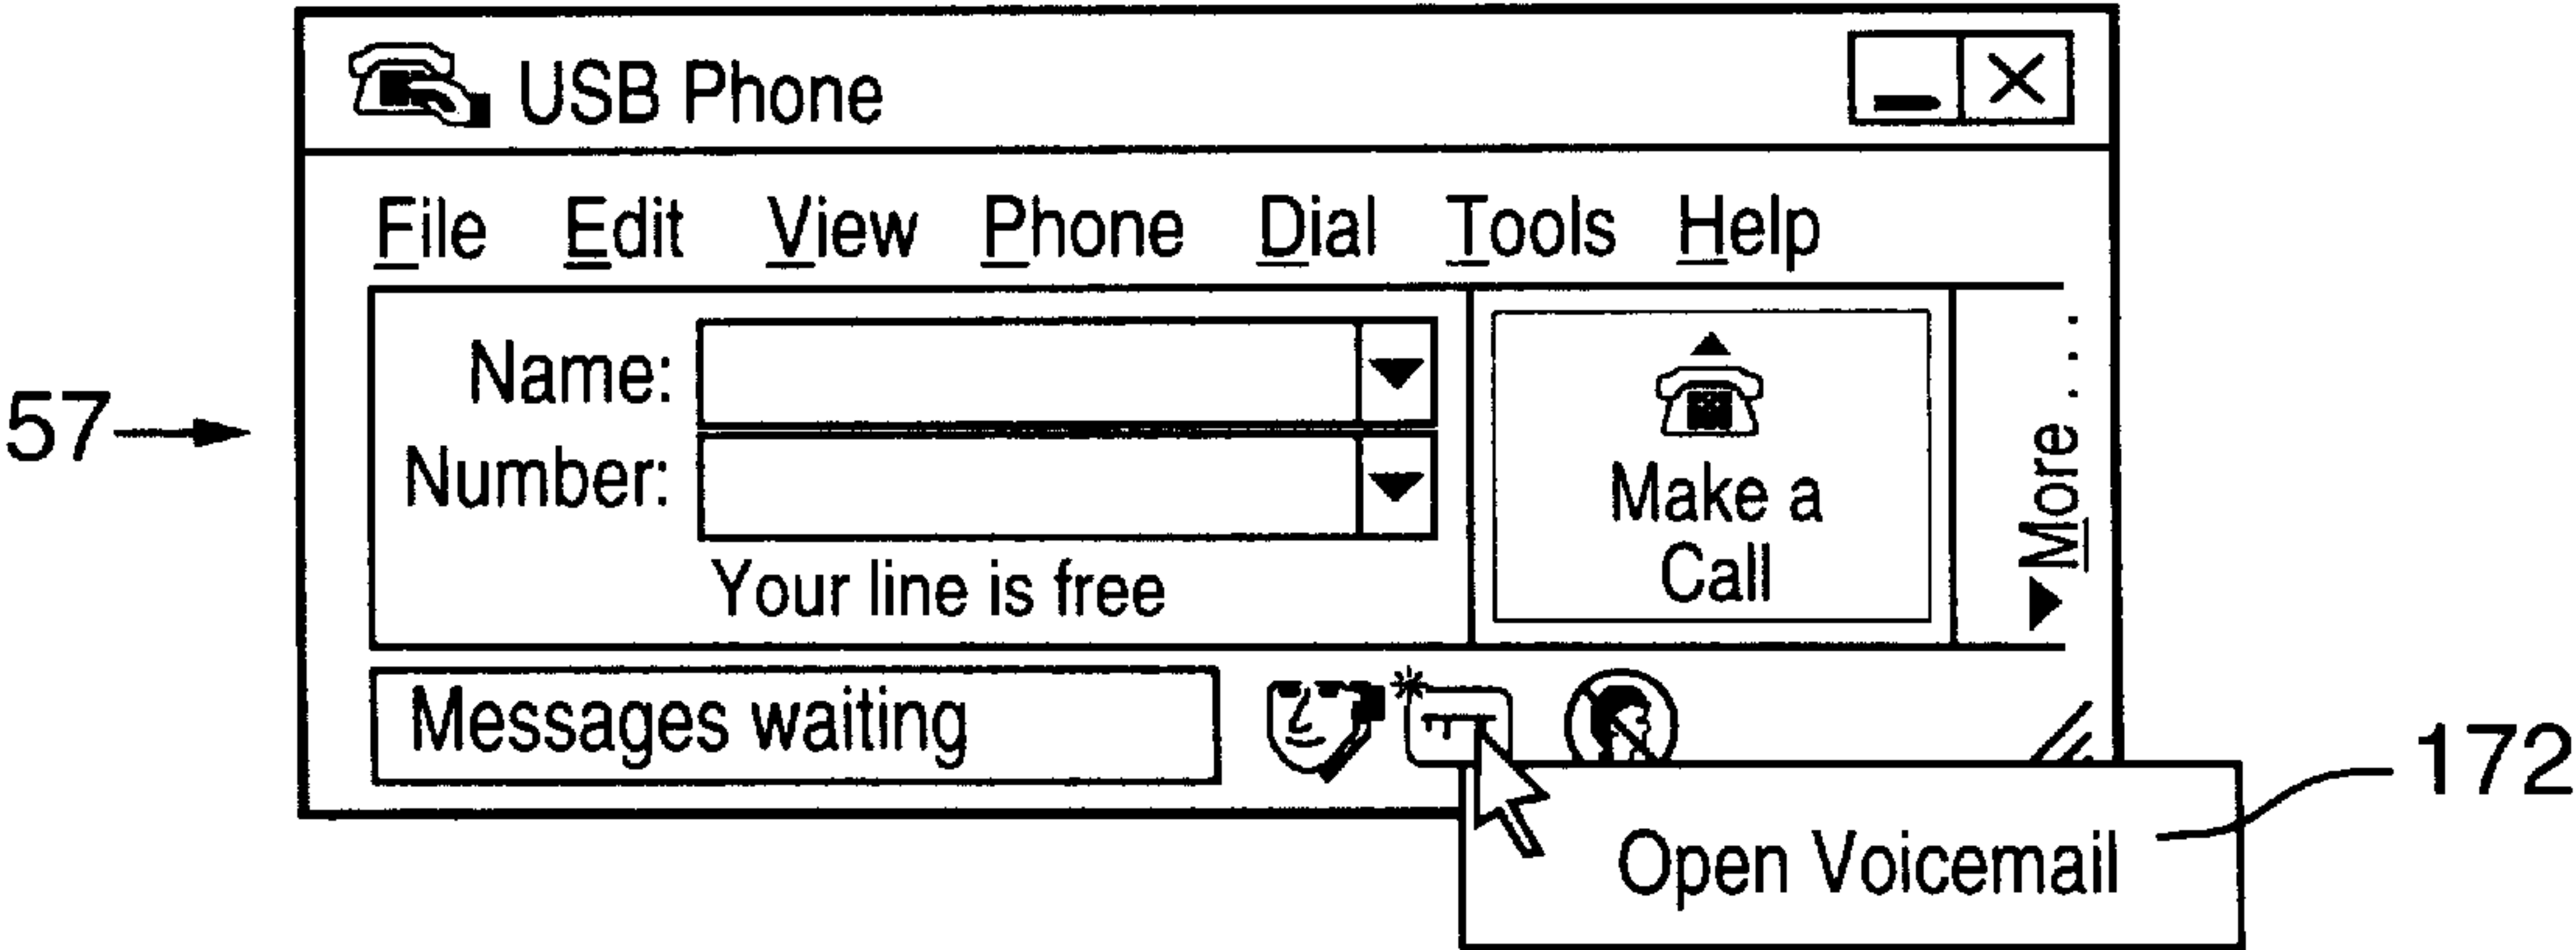 USB Phone
File Edit View Phone Dial Tools Help
Name:
Number:
Your line is free
Make a
Call
More ...
57
Messages waiting
172
Open Voicemail